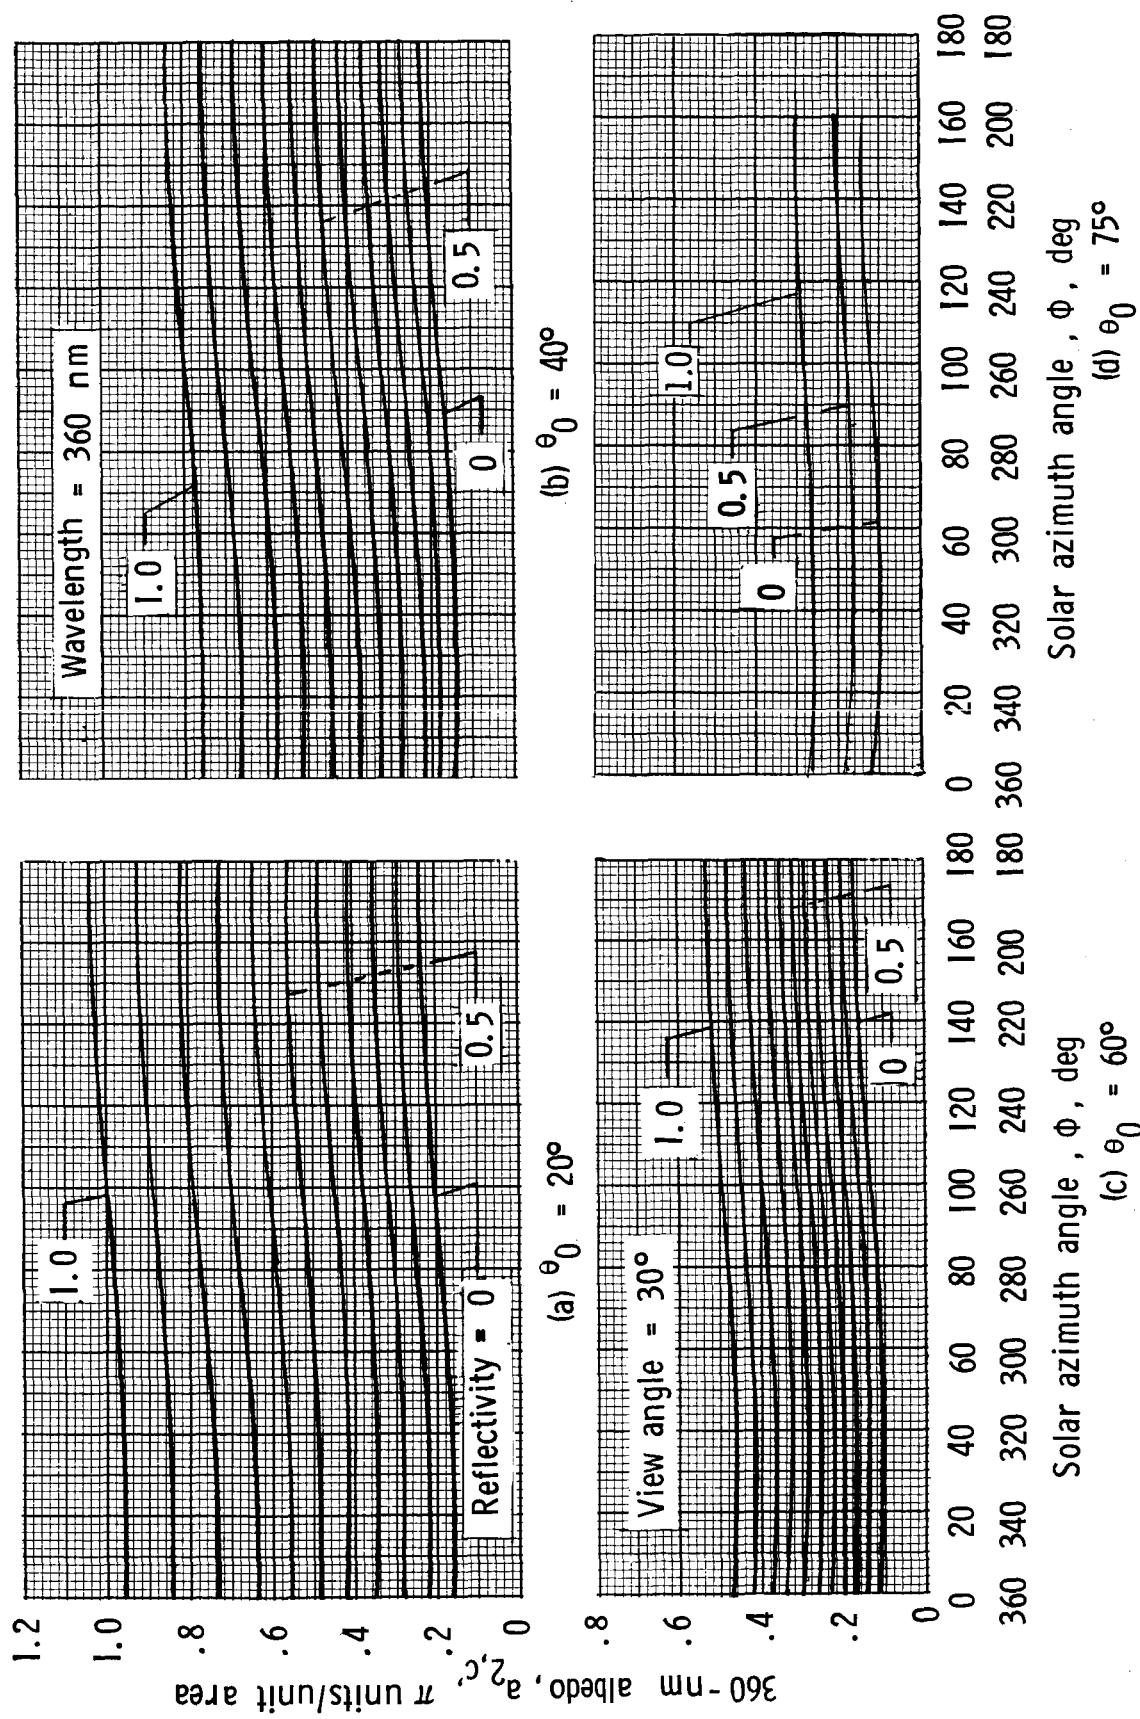 360-nm albedo, a2,c, π units/unit area
1.2
1.0
.8
.6
.4
.2
0
1.0
Reflectivity = 0
0.5
(a) θ0 = 20°
Wavelength = 360 nm
1.0
0
0.5
(b) θ0 = 40°
.8
.6
.4
.2
0
View angle = 30°
1.0
0
0.5
0 20 40 60 80 100 120 140 160 180
360 340 320 300 280 260 240 220 200 180
Solar azimuth angle, Φ, deg
(c) θ0 = 60°
0
0.5
1.0
0 20 40 60 80 100 120 140 160 180
360 340 320 300 280 260 240 220 200 180
Solar azimuth angle, Φ, deg
(d) θ0 = 75°